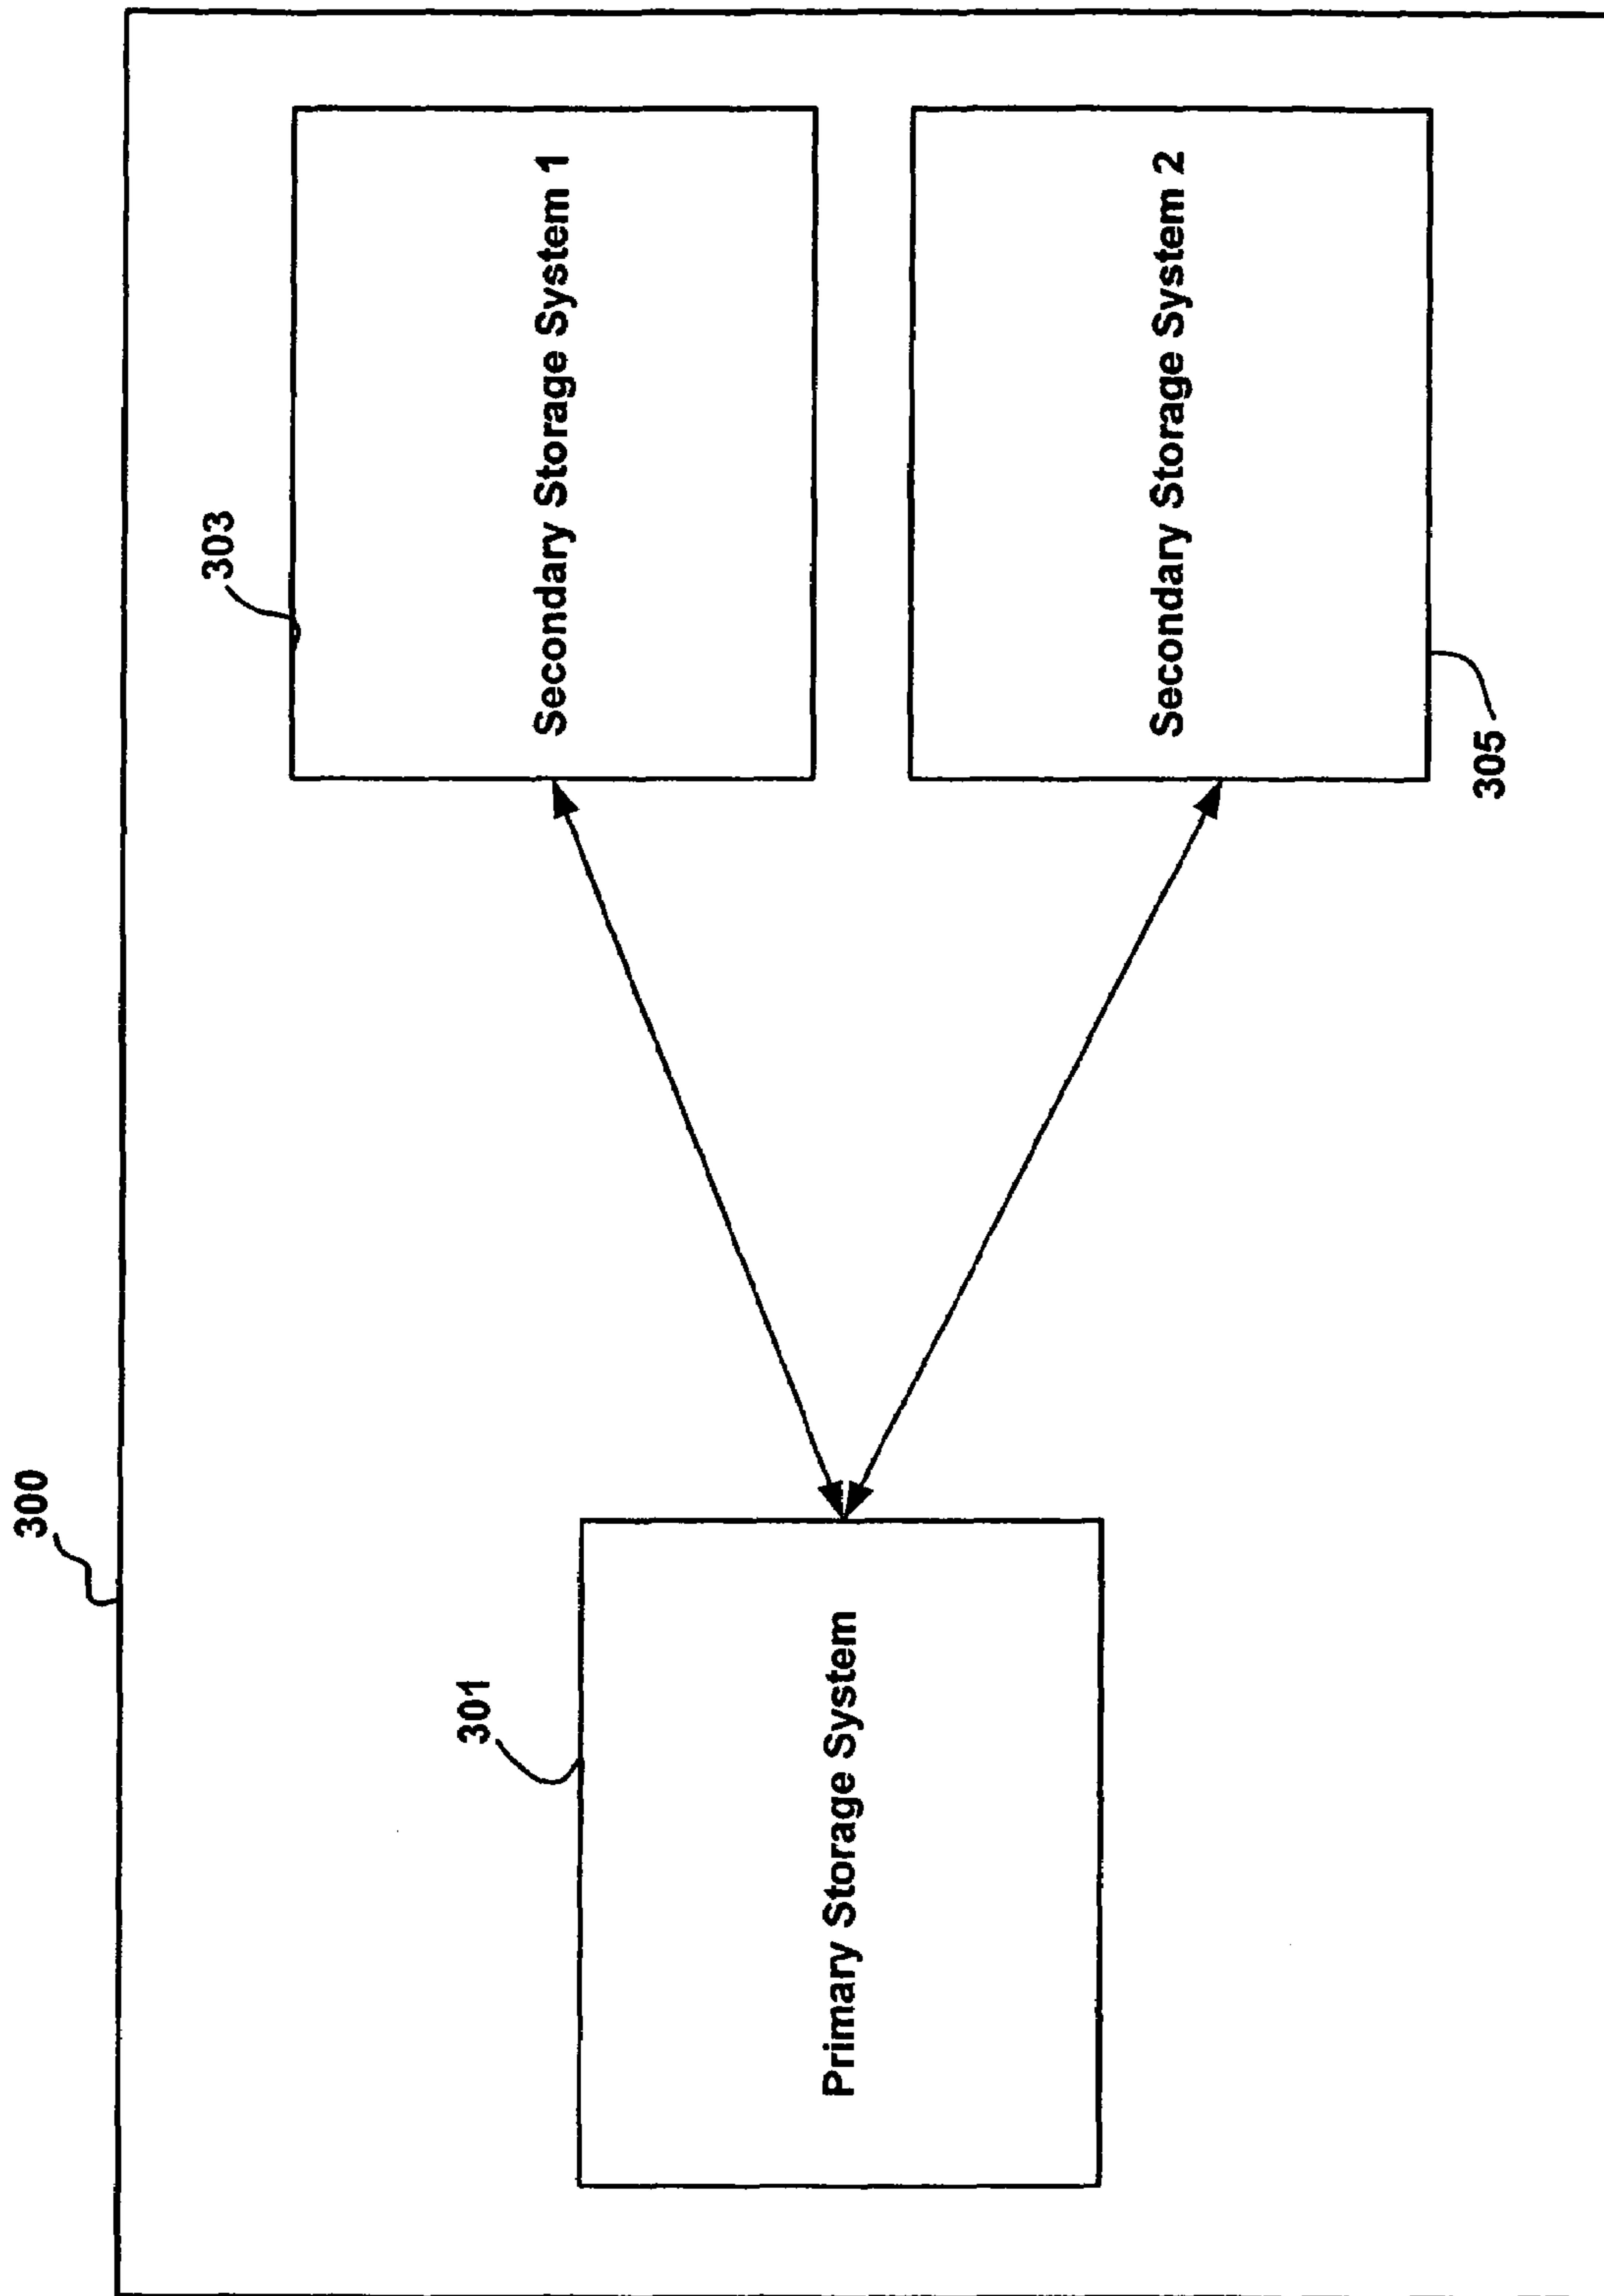 300
303
Secondary Storage System 1
301
Primary Storage System
Secondary Storage System 2
305